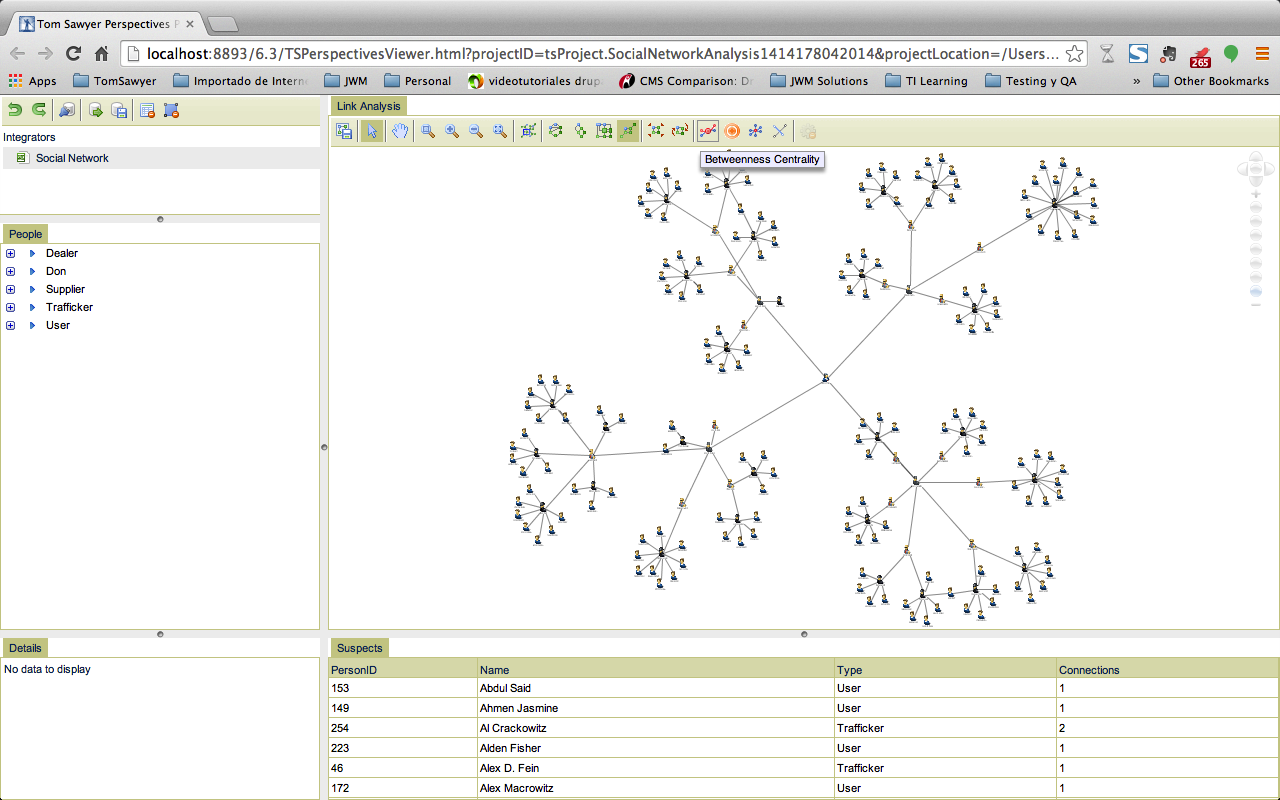 Tom Sawyer Perspectives P
localhost:8893/6.3/TSPerspectivesViewer.html?projectID=tsProject.SocialNetworkAnalysis1414178042014&projectLocation=/Users...
265
Apps TomSawyer Importado de Intern JWM Personal videotutoriales drup CMS Comparison: Dr JWM Solutions TI Learning Testing y QA » Other Bookmarks
Link Analysis
Integrators
Social Network
Betweenness Centrality
People
Dealer
Don
Supplier
Trafficker
User
Details
No data to display
Suspects
PersonID Name Type Connections
153 Abdul Said User 1
149 Ahmen Jasmine User 1
254 Al Crackowitz Trafficker 2
223 Alden Fisher User 1
46 Alex D. Fein Trafficker 1
172 Alex Macrowitz User 1